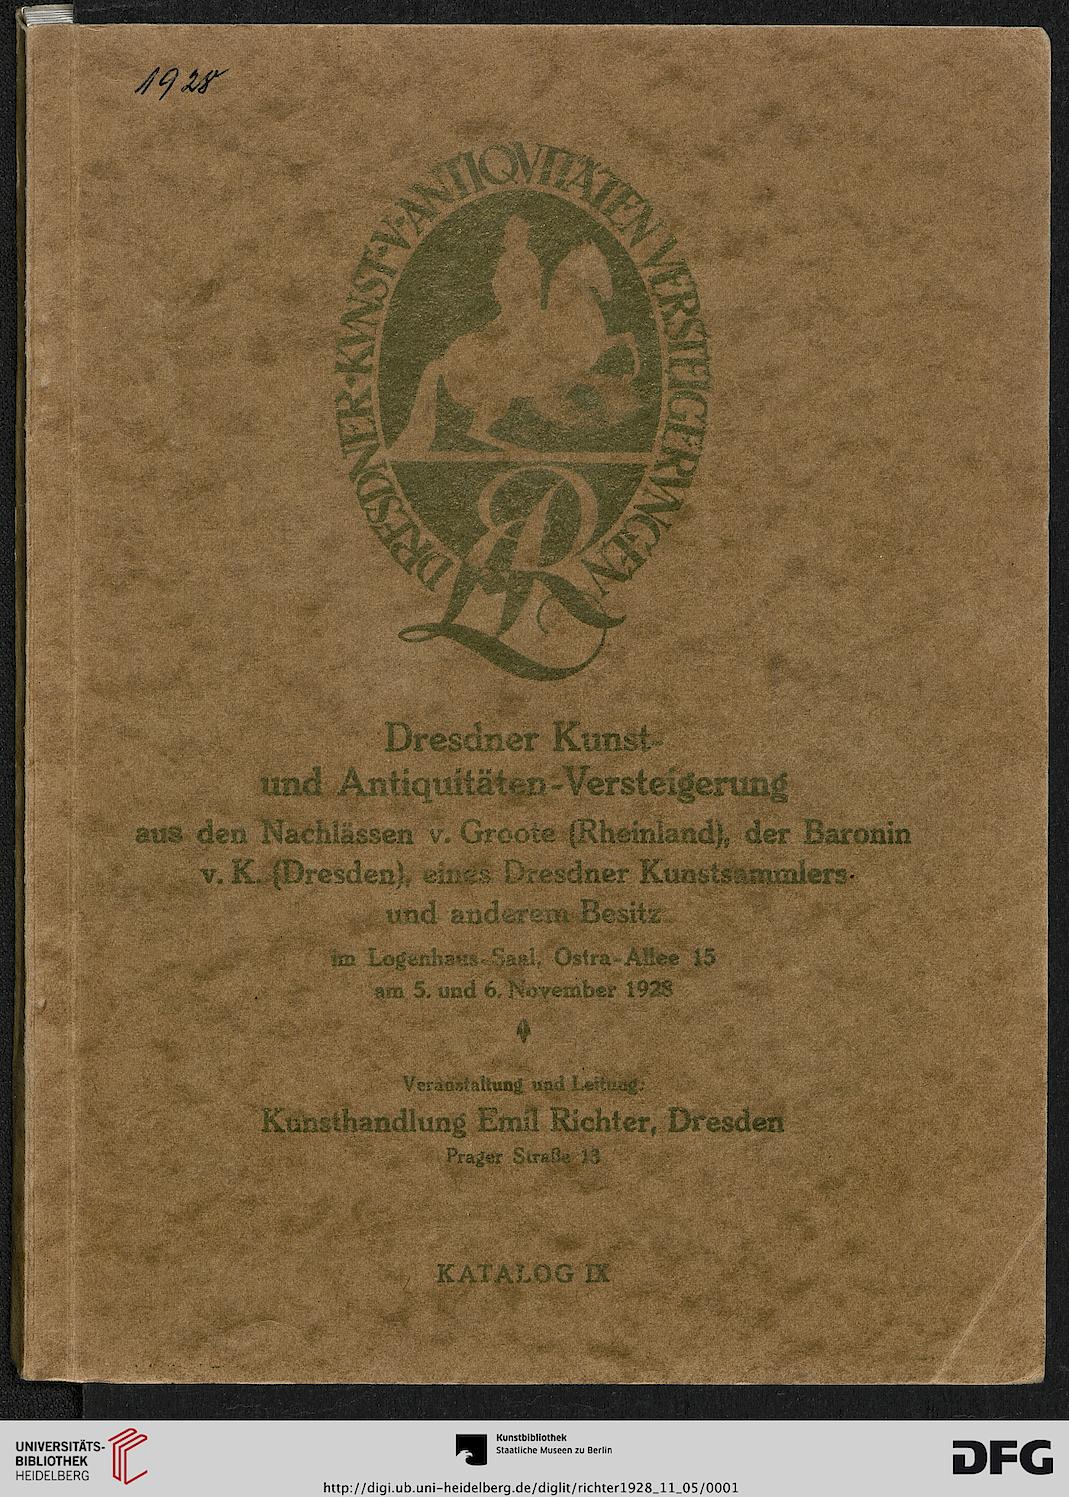 1928
DRESDNER·KVNST·V·ANTIQVITÄTEN VERSTEIGERVNGEN
ER
Dresdner Kunst-
und Antiquitäten-Versteigerung
aus den Nachlässen v. Groote (Rheinland), der Baronin
v. K. (Dresden), eines Dresdner Kunstsammlers
und anderem Besitz
im Logenhaus-Saal, Ostra-Allee 15
am 5. und 6. November 1928
Veranstaltung und Leitung:
Kunsthandlung Emil Richter, Dresden
Prager Straße 13
KATALOG IX
UNIVERSITÄTS-
BIBLIOTHEK
HEIDELBERG
Kunstbibliothek
Staatliche Museen zu Berlin
http://digi.ub.uni-heidelberg.de/diglit/richter1928_11_05/0001
DFG